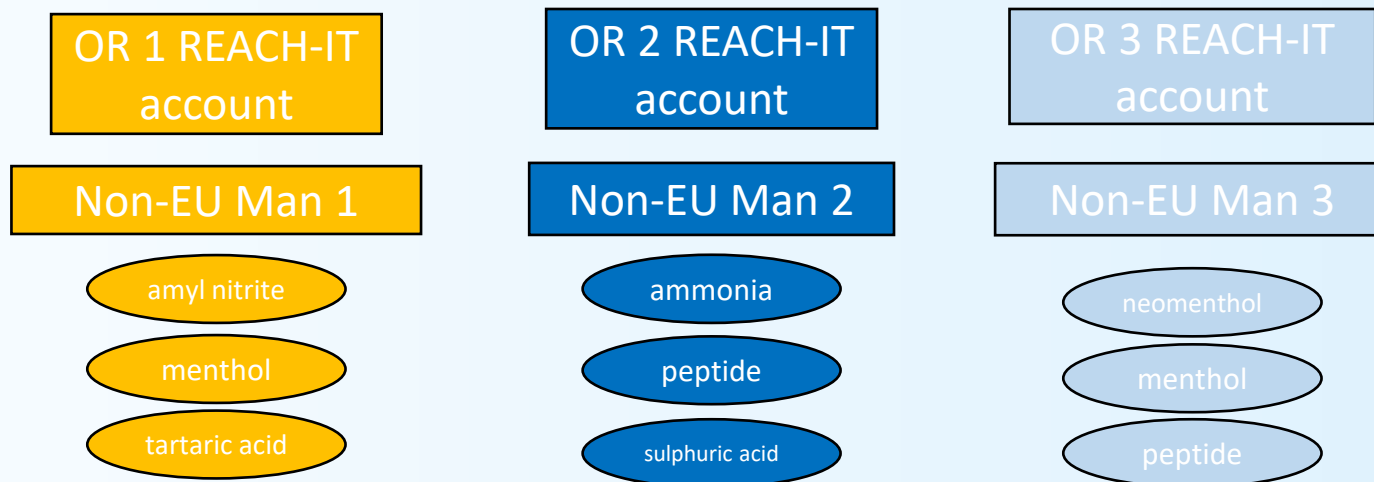 OR 1 REACH-IT
account
Non-EU Man 1
amyl nitrite
menthol
tartaric acid
OR 2 REACH-IT
account
Non-EU Man 2
ammonia
peptide
sulphuric acid
OR 3 REACH-IT
account
Non-EU Man 3
neomenthol
menthol
peptide